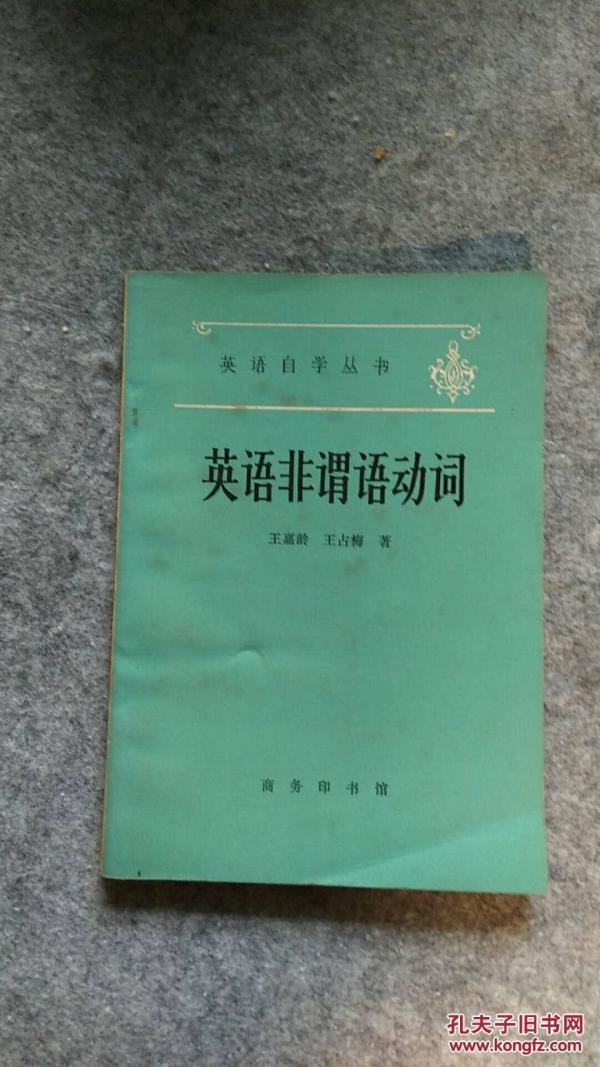 英语自学丛书
英语非谓语动词
王嘉龄 王占梅 著
商务印书馆
孔夫子旧书网
www.kongfz.com